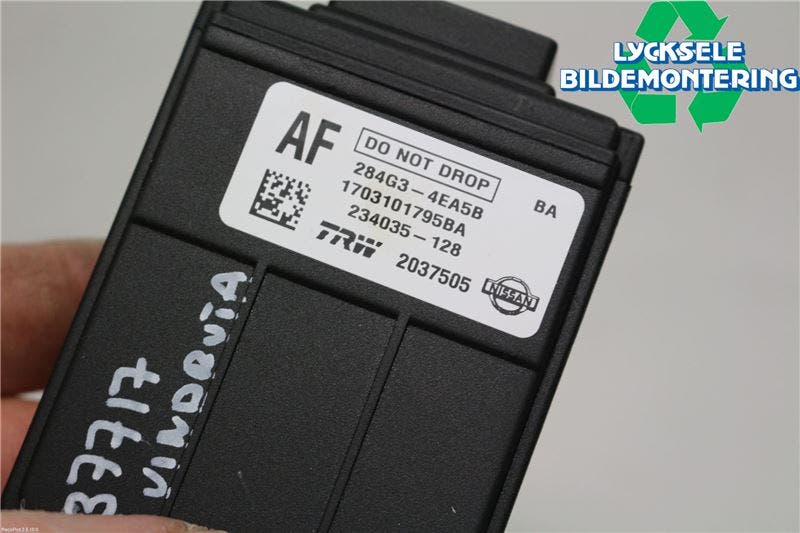 LYCKSELE
BILDEMONTERING
AF
DO NOT DROP
284G3-4EA5B
BA
1703101795BA
234035-128
TRW
2037505
NISSAN
37717
VINDRUTA